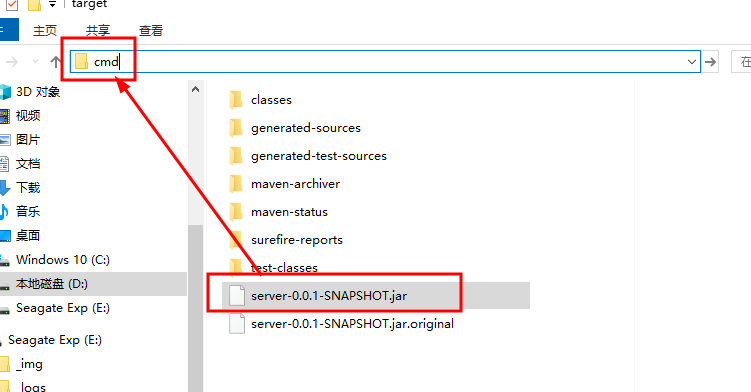 target
主页 共享 查看
cmd
在
3D 对象
视频
图片
文档
下载
音乐
桌面
Windows 10 (C:)
本地磁盘 (D:)
Seagate Exp (E:)
Seagate Exp (E:)
_img
_logs
classes
generated-sources
generated-test-sources
maven-archiver
maven-status
surefire-reports
test-classes
server-0.0.1-SNAPSHOT.jar
server-0.0.1-SNAPSHOT.jar.original